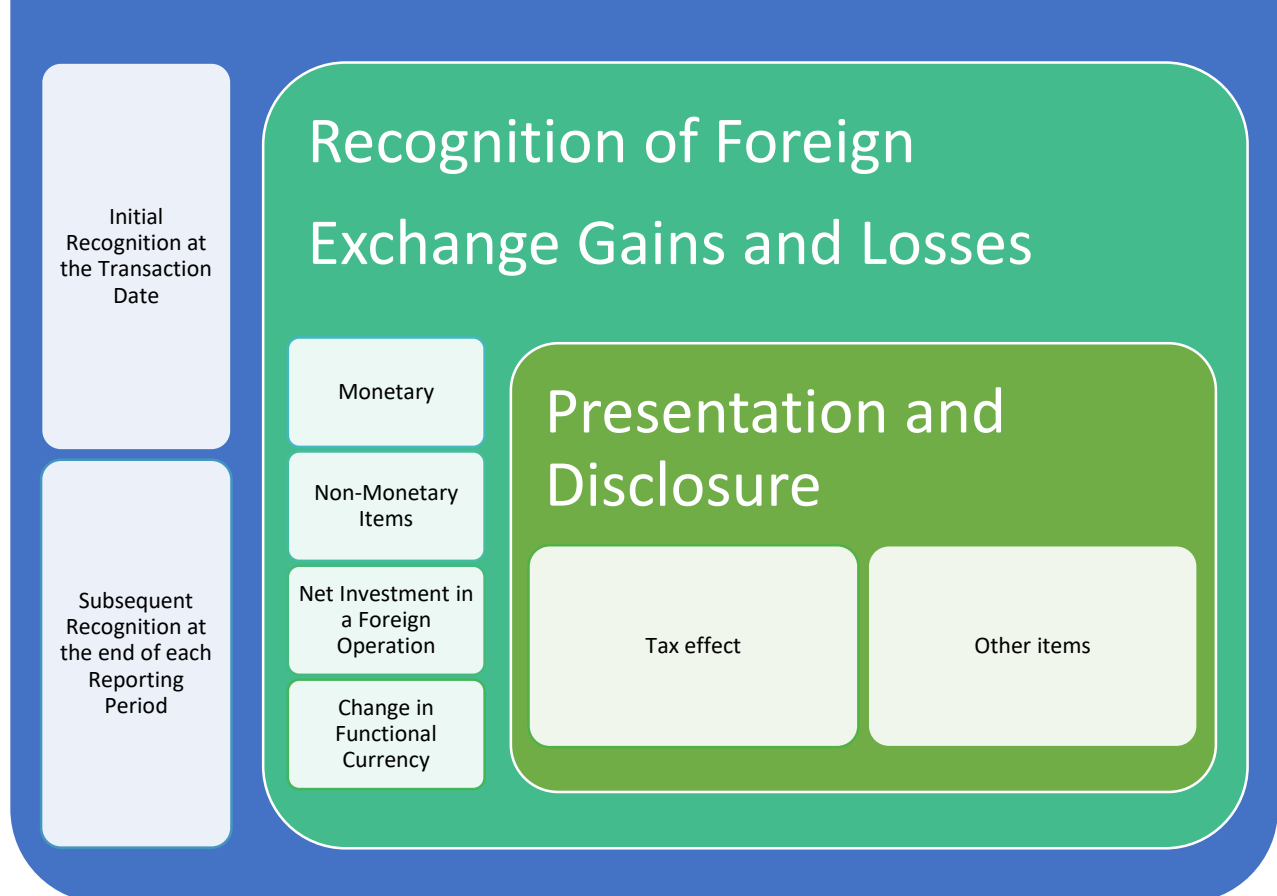 Initial
Recognition at
the Transaction
Date
Subsequent
Recognition at
the end of each
Reporting
Period
Recognition of Foreign
Exchange Gains and Losses
Monetary
Non-Monetary
Items
Net Investment in
a Foreign
Operation
Change in
Functional
Currency
Presentation and
Disclosure
Tax effect
Other items